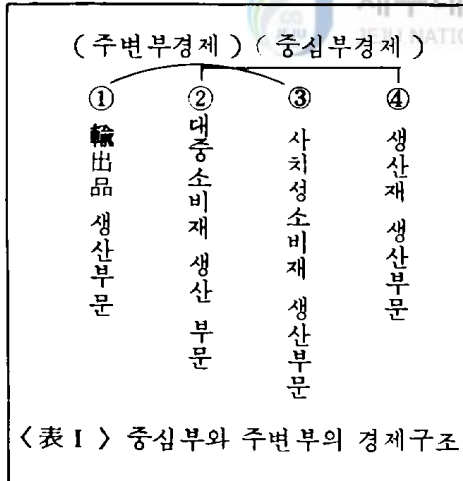 ( 주변부경제 ) ( 중심부경제 )
① 輸出品 생산부문
② 대중소비재 생산 부문
③ 사치성소비재 생산부문
④ 생산재 생산부문
〈 表 I 〉 중심부와 주변부의 경제구조